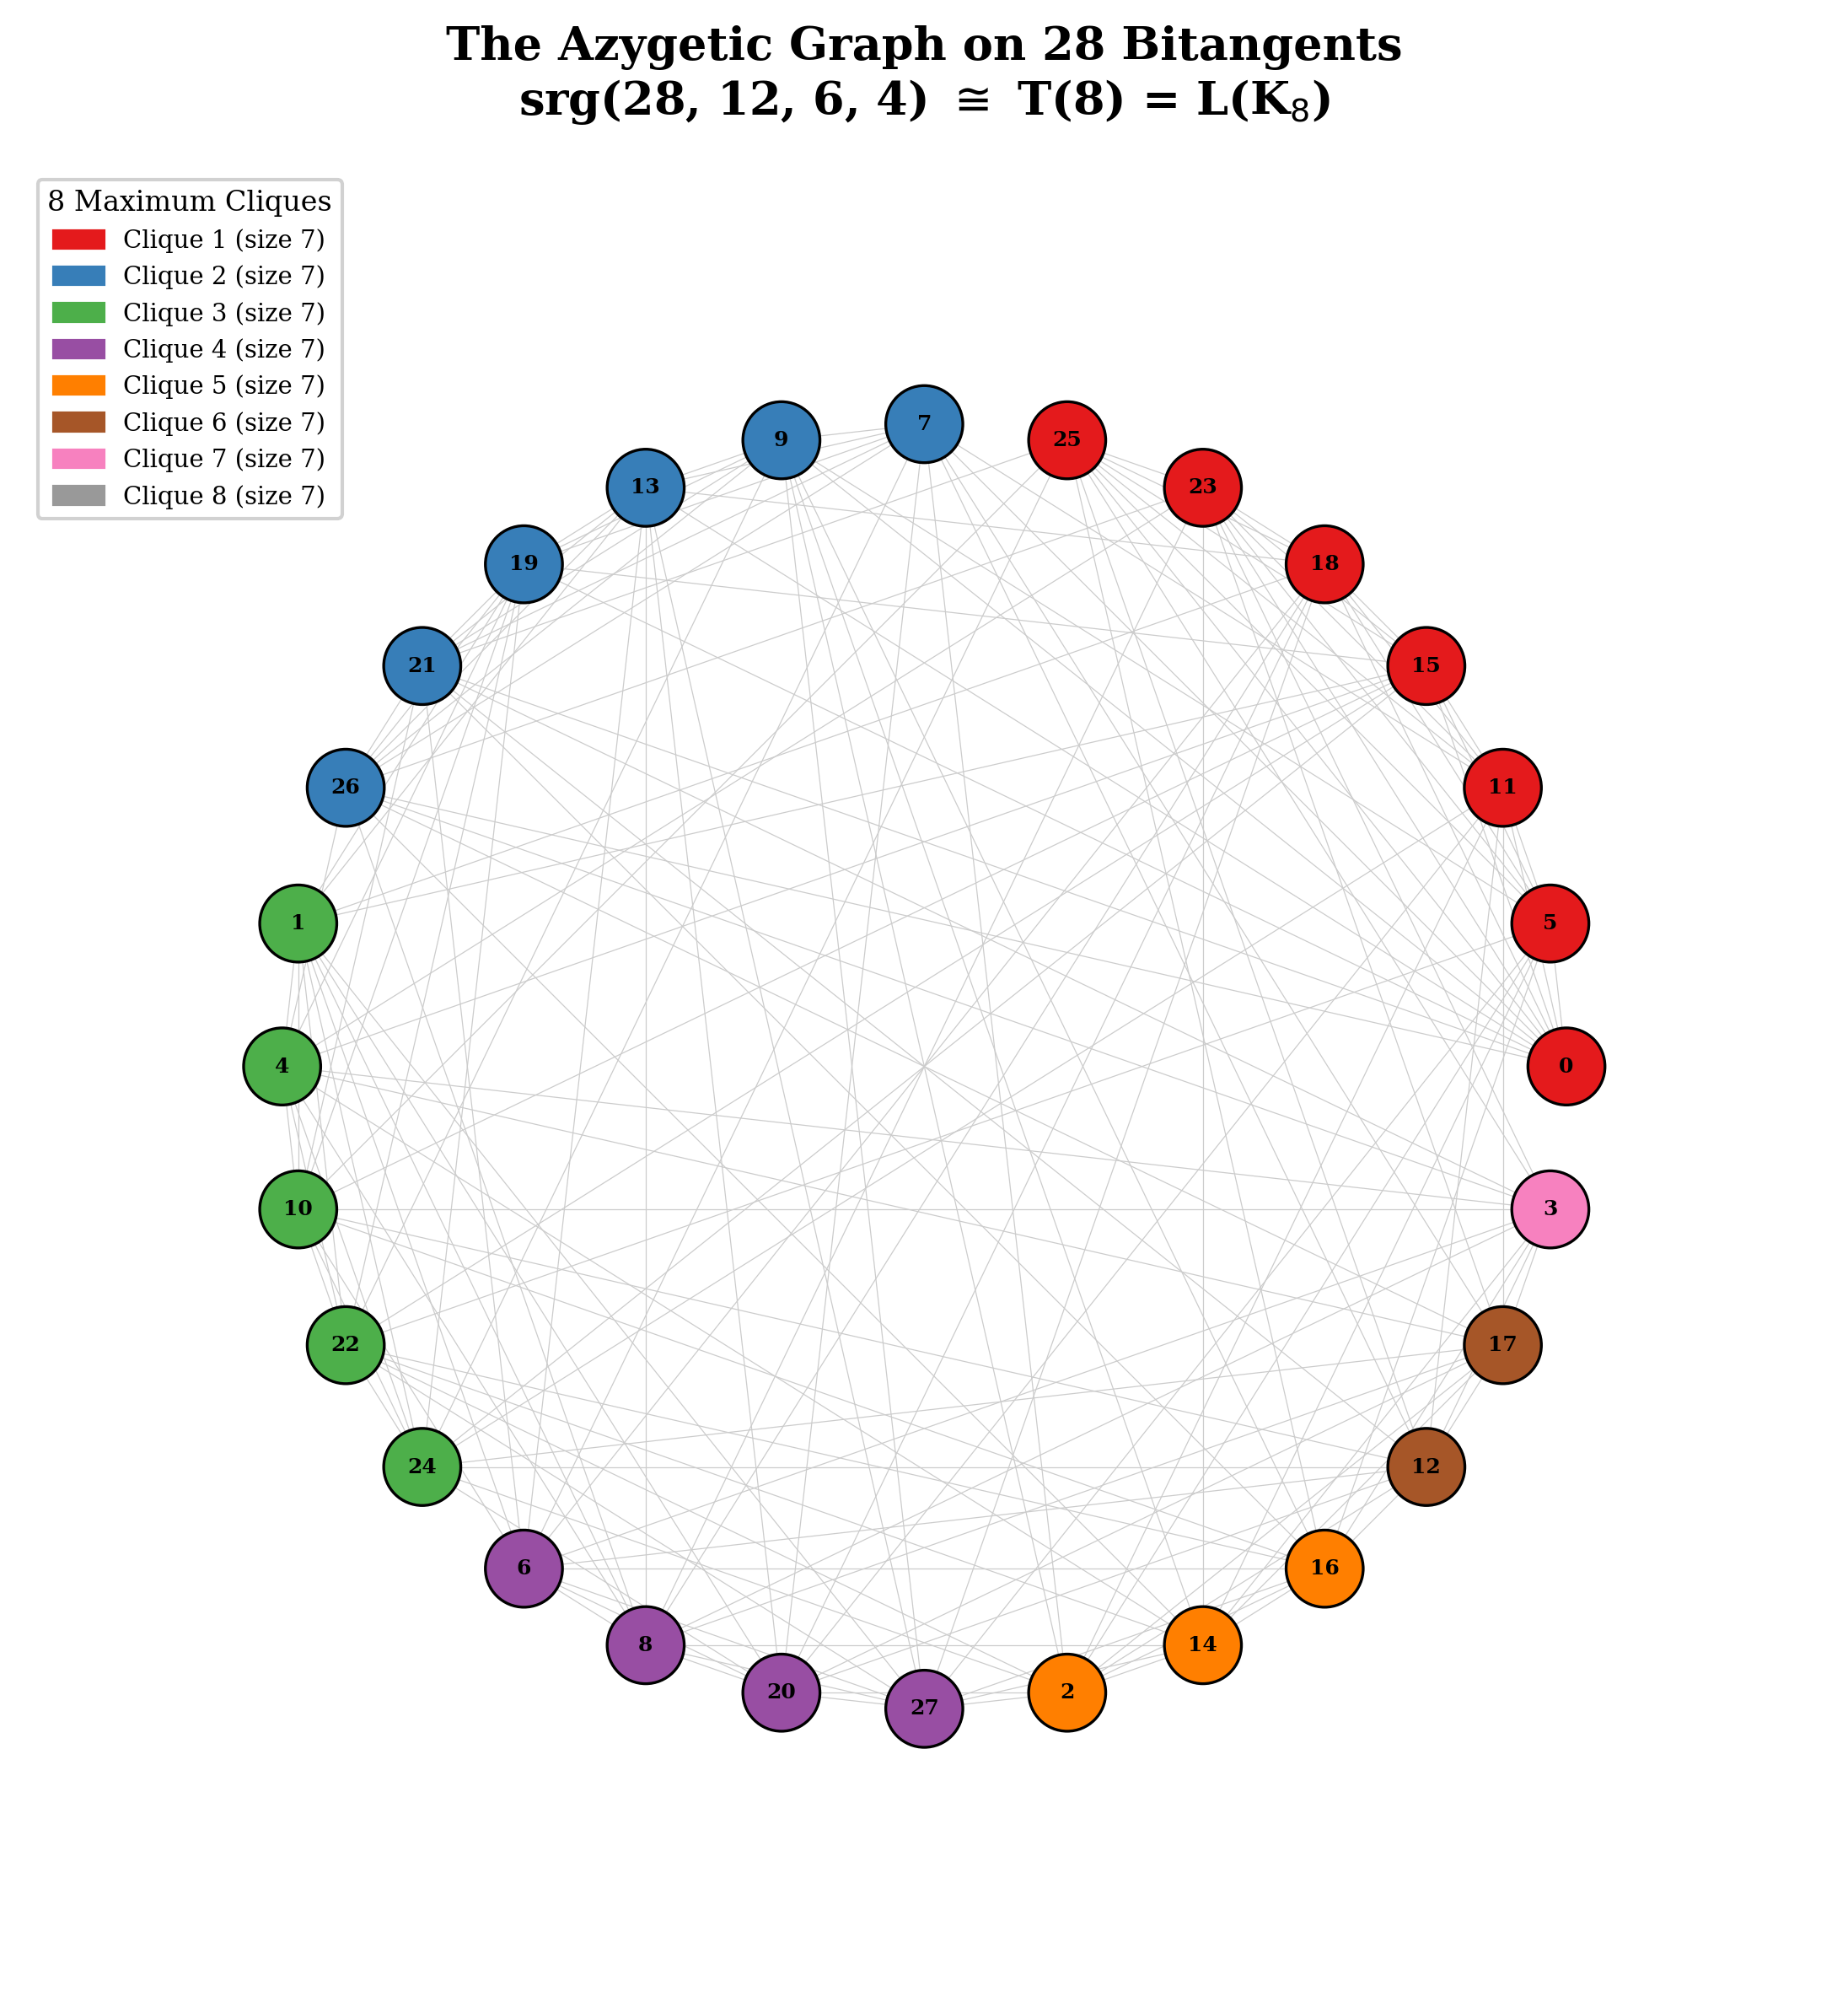 The Azygetic Graph on 28 Bitangents
srg(28, 12, 6, 4) ≅ T(8) = L(K₈)
8 Maximum Cliques
Clique 1 (size 7)
Clique 2 (size 7)
Clique 3 (size 7)
Clique 4 (size 7)
Clique 5 (size 7)
Clique 6 (size 7)
Clique 7 (size 7)
Clique 8 (size 7)
7
9
25
13
23
19
18
21
15
26
11
1
5
4
0
10
3
22
17
24
12
6
16
8
14
20
2
27